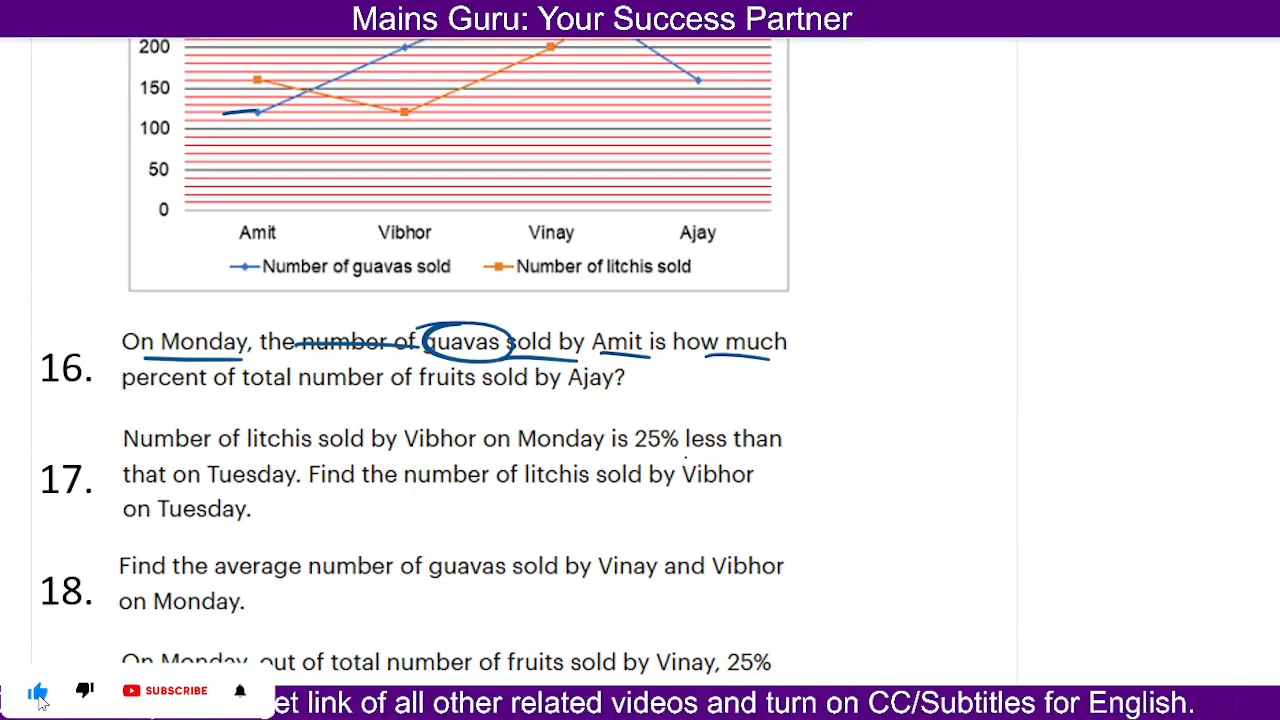 Mains Guru: Your Success Partner
200
150
100
50
0
Amit Vibhor Vinay Ajay
Number of guavas sold Number of litchis sold
16. On Monday, the number of guavas sold by Amit is how much
percent of total number of fruits sold by Ajay?
17. Number of litchis sold by Vibhor on Monday is 25% less than
that on Tuesday. Find the number of litchis sold by Vibhor
on Tuesday.
18. Find the average number of guavas sold by Vinay and Vibhor
on Monday.
On Monday, out of total number of fruits sold by Vinay, 25%
SUBSCRIBE
et link of all other related videos and turn on CC/Subtitles for English.